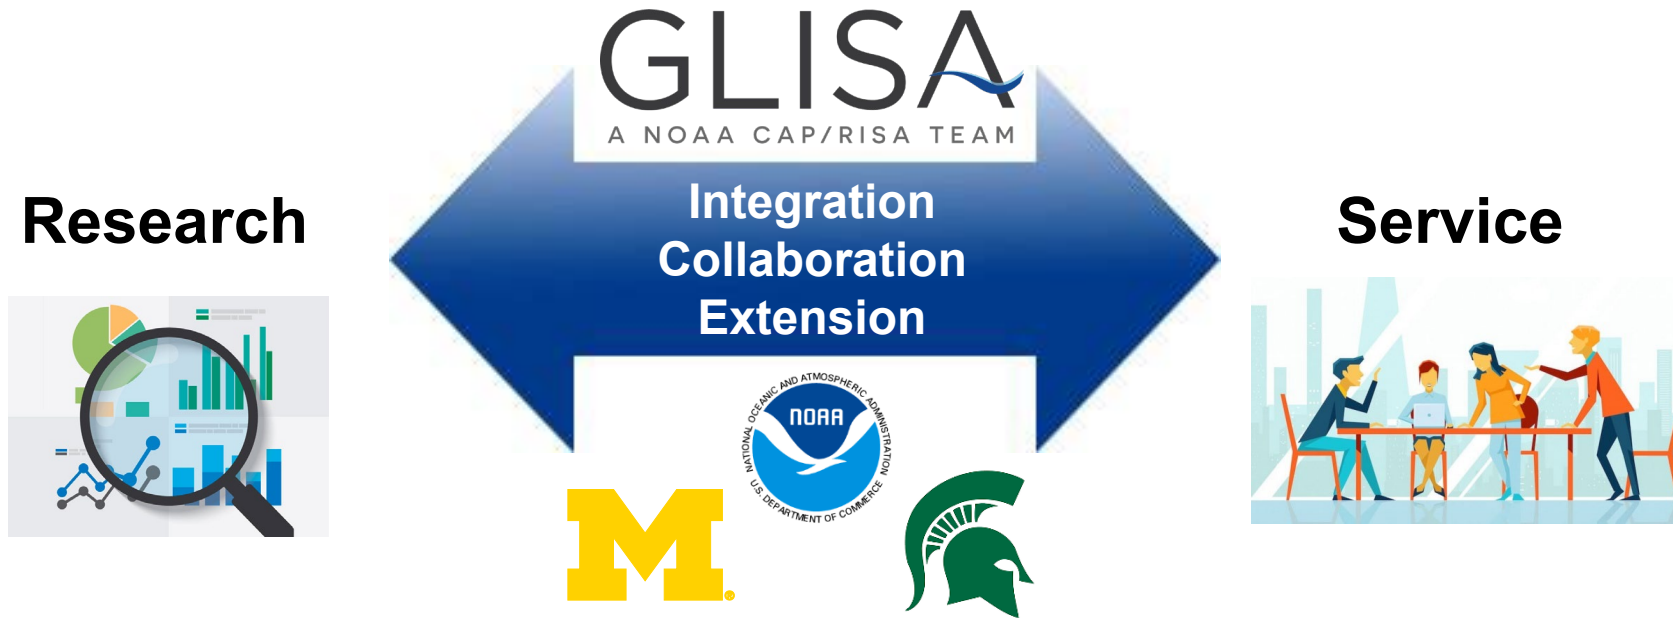 GLISA
A NOAA CAP/RISA TEAM
Research
Integration
Collaboration
Extension
Service
NATIONAL OCEANIC AND ATMOSPHERIC ADMINISTRATION
NOAA
U.S. DEPARTMENT OF COMMERCE
M